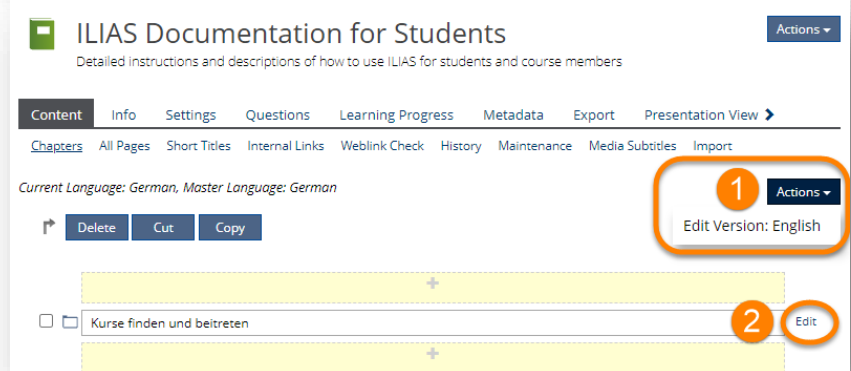 ILIAS Documentation for Students
Actions
Detailed instructions and descriptions of how to use ILIAS for students and course members
Content Info Settings Questions Learning Progress Metadata Export Presentation View
Chapters All Pages Short Titles Internal Links Weblink Check History Maintenance Media Subtitles Import
Current Language: German, Master Language: German
1 Actions
Edit Version: English
Delete Cut Copy
+
Kurse finden und beitreten 2 Edit
+